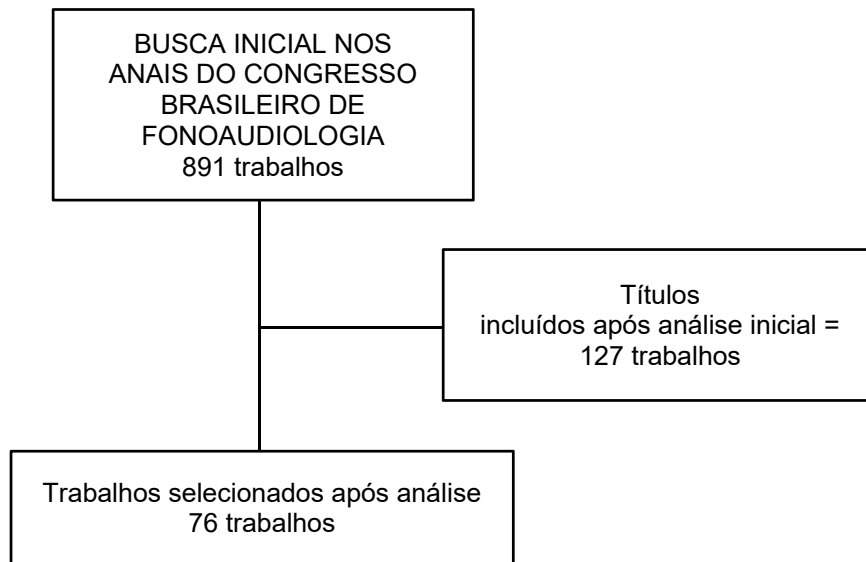 BUSCA INICIAL NOS
ANAIS DO CONGRESSO
BRASILEIRO DE
FONOAUDIOLOGIA
891 trabalhos
Títulos
incluídos após análise inicial =
127 trabalhos
Trabalhos selecionados após análise
76 trabalhos